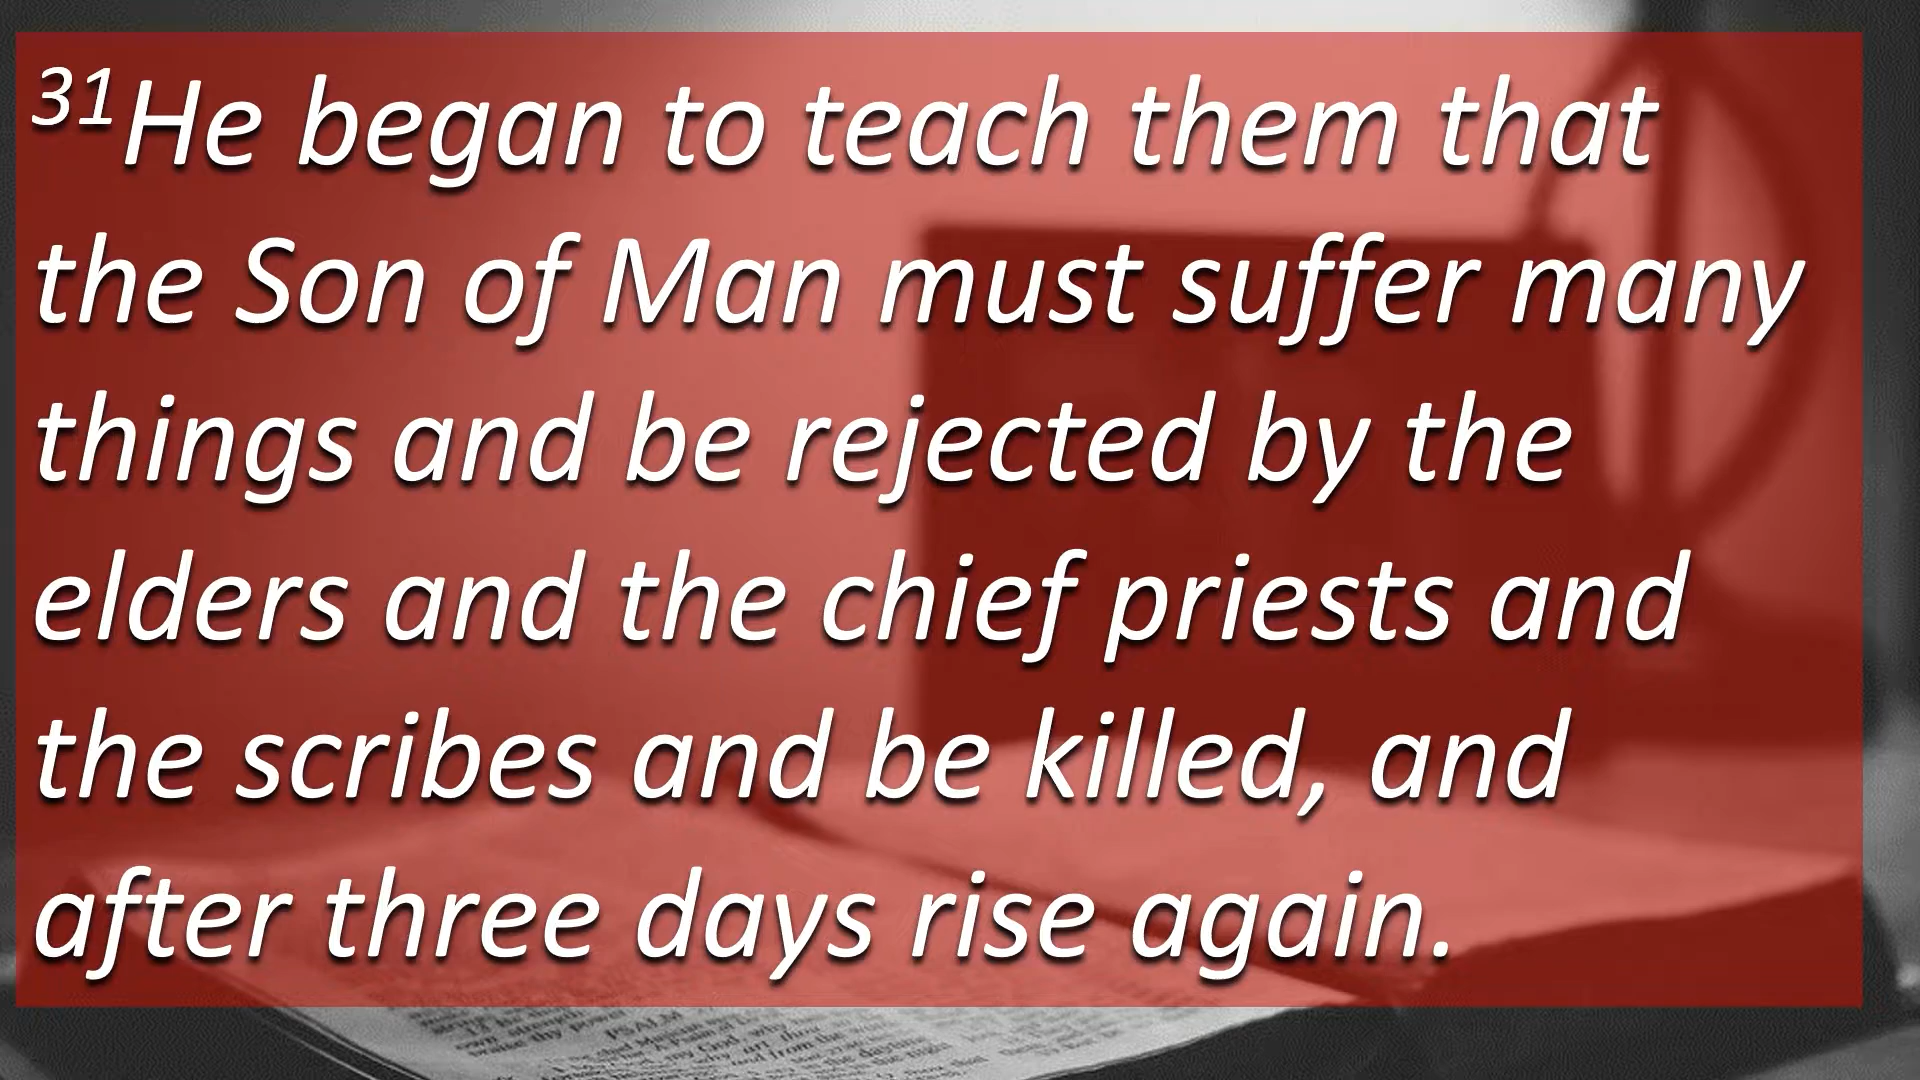 31He began to teach them that
the Son of Man must suffer many
things and be rejected by the
elders and the chief priests and
the scribes and be killed, and
after three days rise again.
PSALM